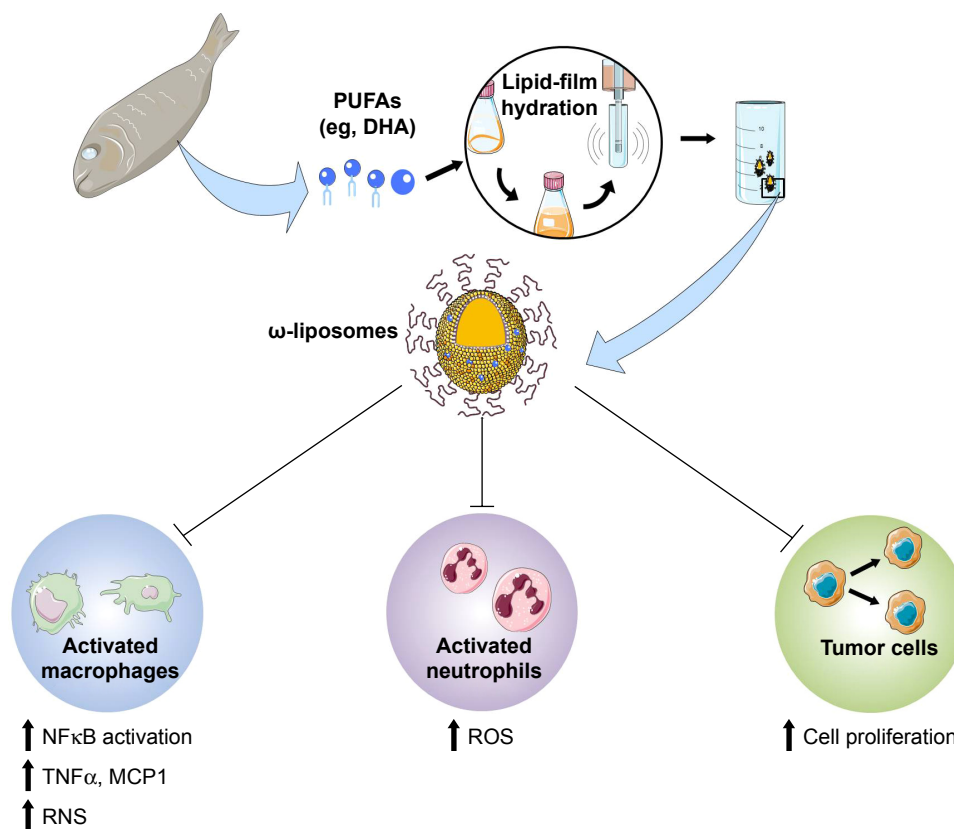 PUFAs
(eg, DHA)
Lipid-film
hydration
10
ω-liposomes
Activated
macrophages
Activated
neutrophils
Tumor cells
NFκB activation
TNFα, MCP1
RNS
ROS
Cell proliferation